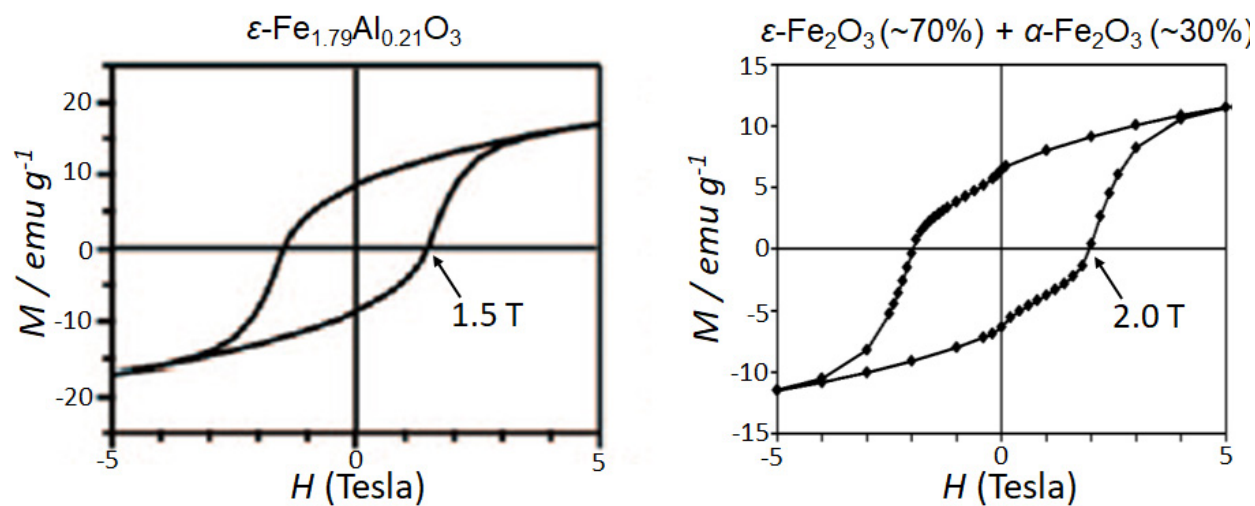 ε-Fe1.79Al0.21O3
M / emu g-1
20
10
0
-10
-20
1.5 T
-5
0
5
H (Tesla)
ε-Fe2O3 (~70%) + α-Fe2O3 (~30%)
M / emu g-1
15
10
5
0
-5
-10
-15
2.0 T
-5
0
5
H (Tesla)